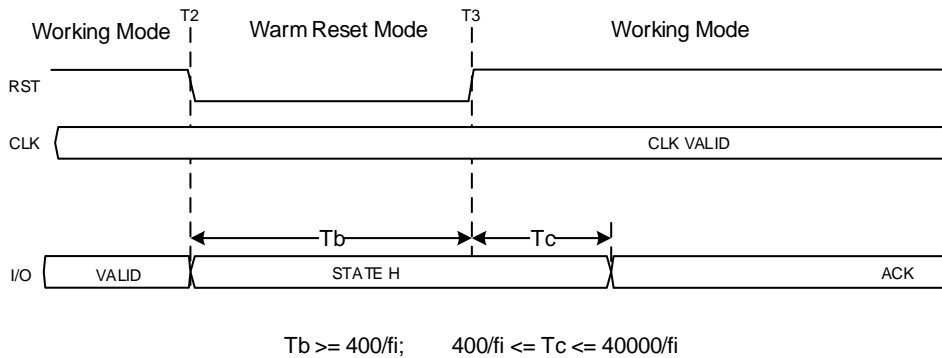 T2 T3
Working Mode Warm Reset Mode Working Mode
RST
CLK CLK VALID
Tb Tc
I/O VALID STATE H ACK
Tb >= 400/fi; 400/fi <= Tc <= 40000/fi